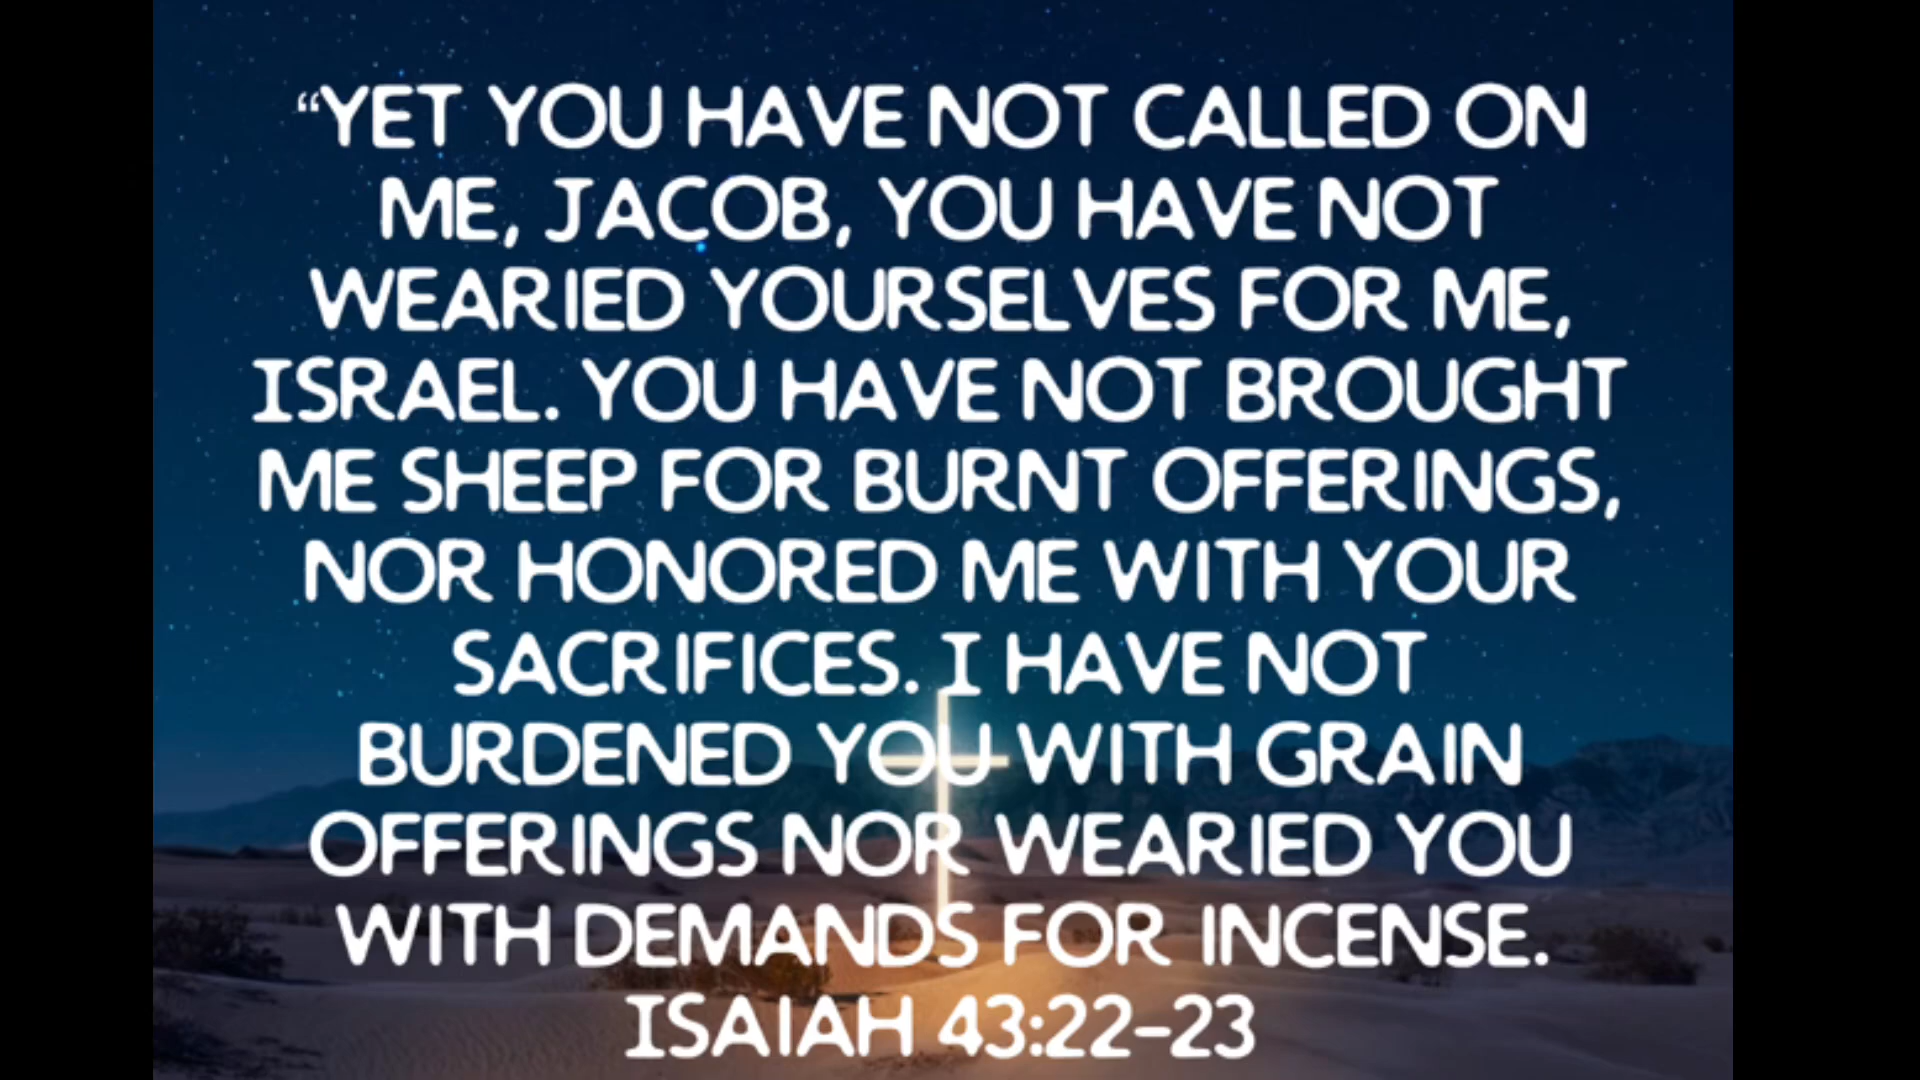 “YET YOU HAVE NOT CALLED ON
ME, JACOB, YOU HAVE NOT
WEARIED YOURSELVES FOR ME,
ISRAEL. YOU HAVE NOT BROUGHT
ME SHEEP FOR BURNT OFFERINGS,
NOR HONORED ME WITH YOUR
SACRIFICES. I HAVE NOT
BURDENED YOU WITH GRAIN
OFFERINGS NOR WEARIED YOU
WITH DEMANDS FOR INCENSE.
ISAIAH 43:22-23